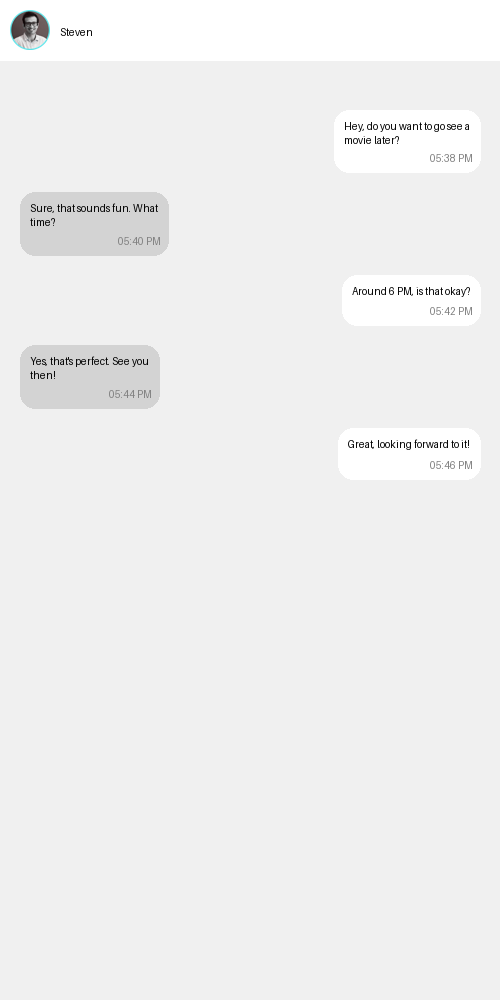 Steven
Hey, do you want to go see a
movie later?
05:38 PM
Sure, that sounds fun. What
time?
05:40 PM
Around 6 PM, is that okay?
05:42 PM
Yes, that's perfect. See you
then!
05:44 PM
Great, looking forward to it!
05:46 PM